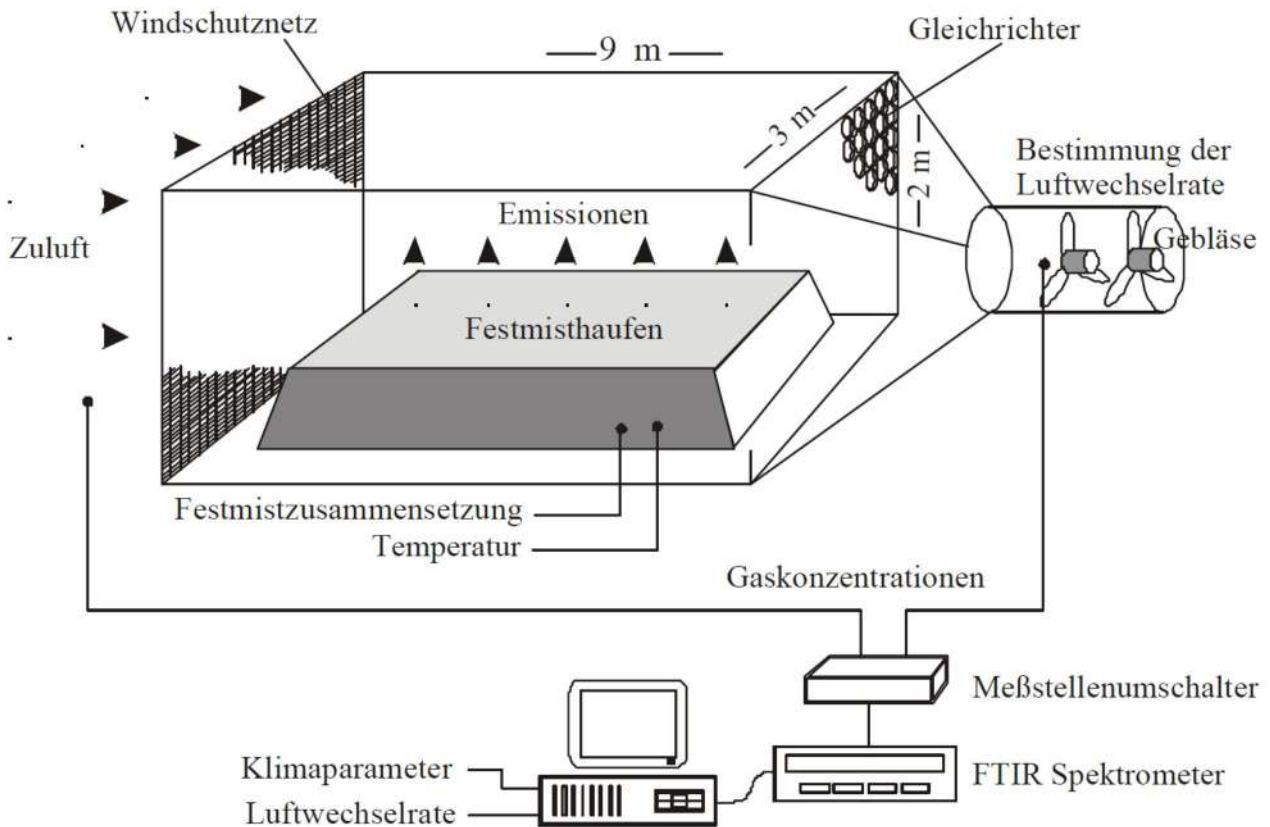 Windschutznetz
— 9 m —
Gleichrichter
— 3 m —
— 2 m —
Bestimmung der
Luftwechselrate
Gebläse
Zuluft
Emissionen
Festmisthaufen
Festmistzusammensetzung
Temperatur
Gaskonzentrationen
Meßstellenumschalter
FTIR Spektrometer
Klimaparameter
Luftwechselrate